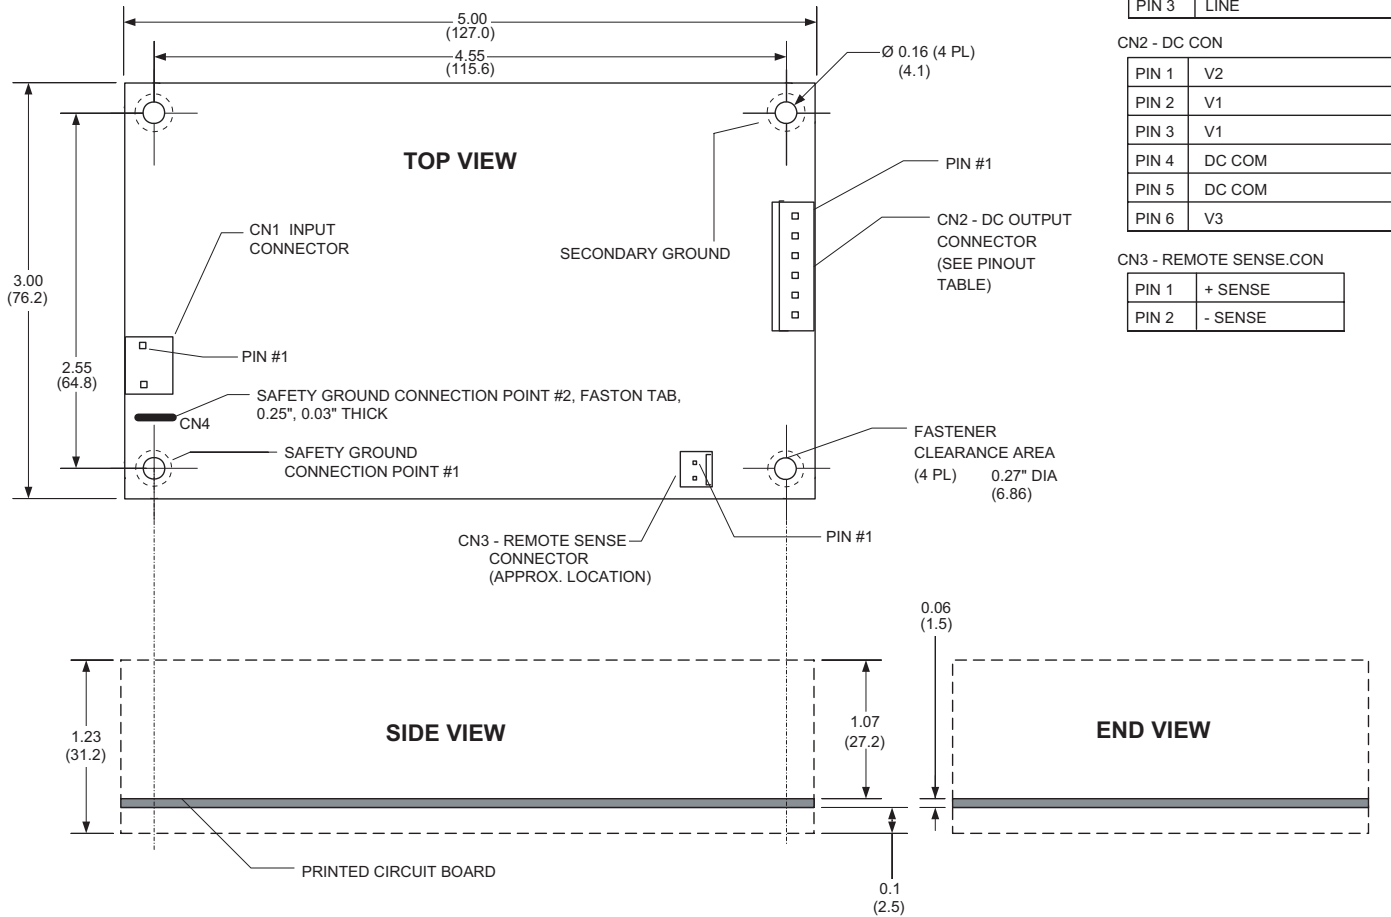 5.00
(127.0)
4.55
(115.6)
Ø 0.16 (4 PL)
(4.1)
TOP VIEW
PIN #1
CN1 INPUT
CONNECTOR
SECONDARY GROUND
CN2 - DC OUTPUT
CONNECTOR
(SEE PINOUT
TABLE)
3.00
(76.2)
2.55
(64.8)
PIN #1
SAFETY GROUND CONNECTION POINT #2, FASTON TAB,
0.25", 0.03" THICK
CN4
SAFETY GROUND
CONNECTION POINT #1
FASTENER
CLEARANCE AREA
(4 PL) 0.27" DIA
(6.86)
CN3 - REMOTE SENSE
CONNECTOR
(APPROX. LOCATION)
PIN #1
PIN 3 LINE
CN2 - DC CON
PIN 1 V2
PIN 2 V1
PIN 3 V1
PIN 4 DC COM
PIN 5 DC COM
PIN 6 V3
CN3 - REMOTE SENSE.CON
PIN 1 + SENSE
PIN 2 - SENSE
0.06
(1.5)
1.23
(31.2)
SIDE VIEW
1.07
(27.2)
END VIEW
PRINTED CIRCUIT BOARD
0.1
(2.5)